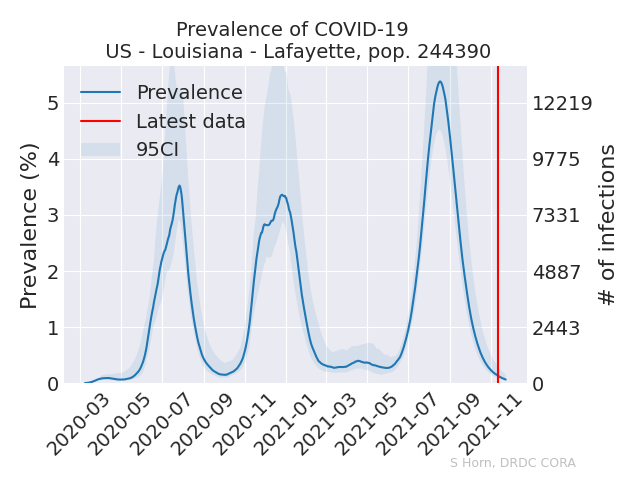 Prevalence of COVID-19
US - Louisiana - Lafayette, pop. 244390
Prevalence
Latest data
95CI
Prevalence (%)
5
4
3
2
1
0
12219
9775
7331
4887
2443
0
# of infections
2020-03
2020-05
2020-07
2020-09
2020-11
2021-01
2021-03
2021-05
2021-07
2021-09
2021-11
S Horn, DRDC CORA